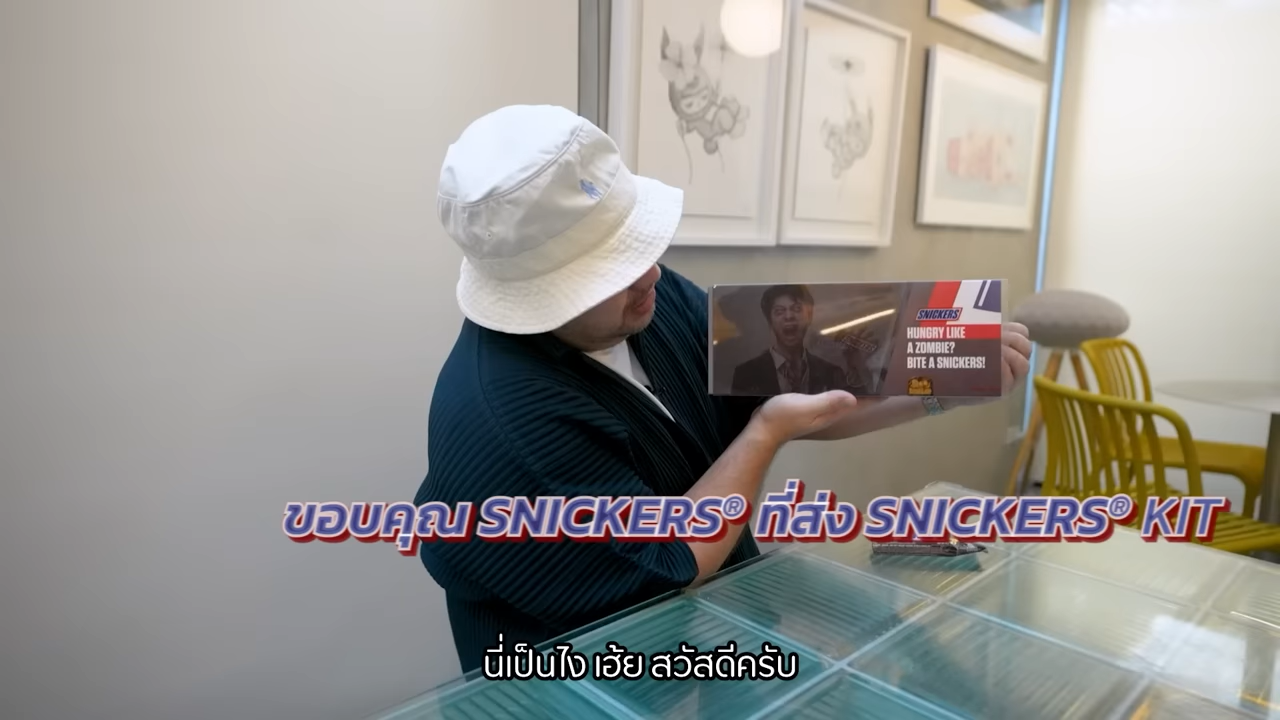 SNICKERS
HUNGRY LIKE
A ZOMBIE?
BITE A SNICKERS!
ขอบคุณ SNICKERS® ที่ส่ง SNICKERS® KIT
นี่เป็นไง เฮ้ย สวัสดีครับ